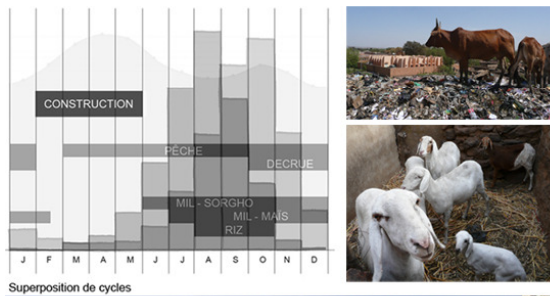 CONSTRUCTION
PÊCHE
DECRUE
MIL - SORGHO
MIL - MAÏS
RIZ
J F M A M J J A S O N D
Superposition de cycles